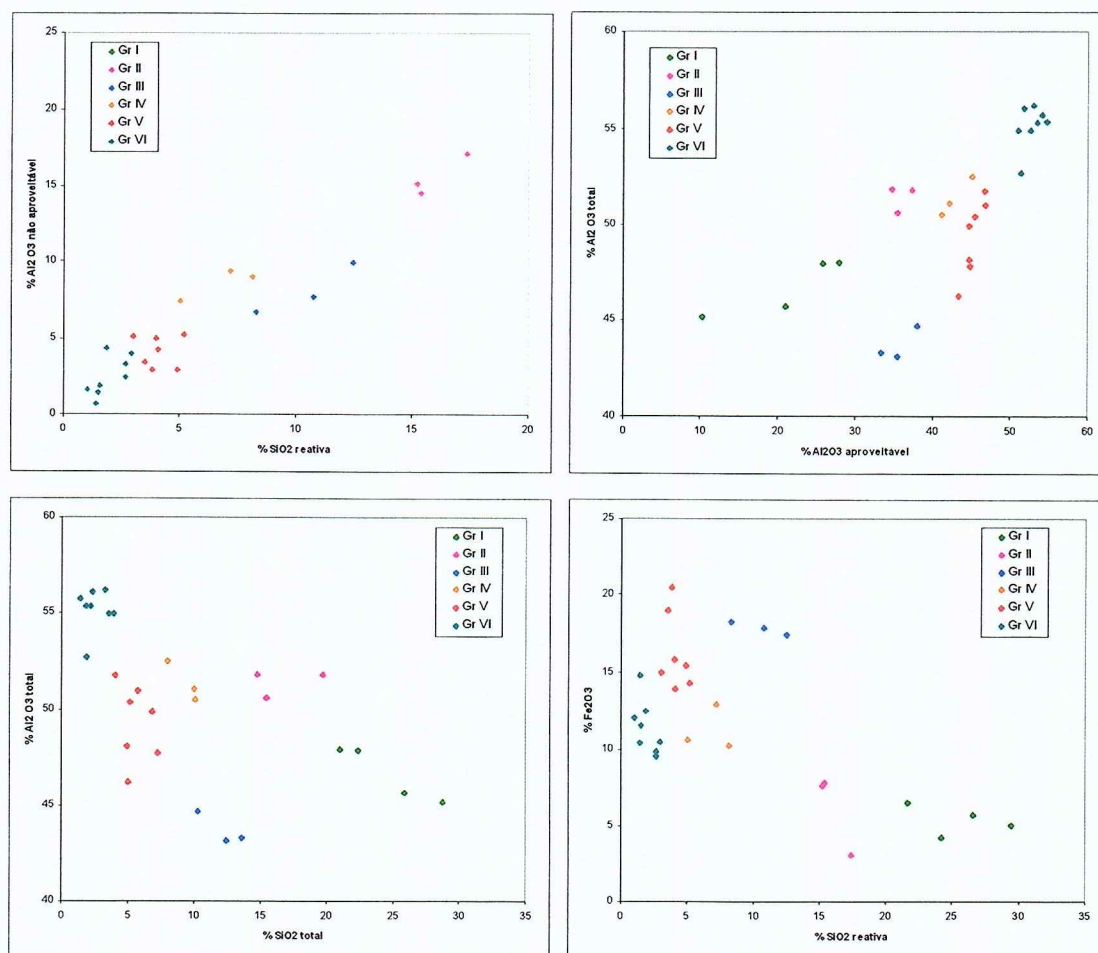 25
20
15
10
5
0
0 5 10 15 20
% Al2 O3 não aproveitável
% SiO2 reativa
Gr I
Gr II
Gr III
Gr IV
Gr V
Gr VI
60
55
50
45
40
0 10 20 30 40 50 60
% Al2 O3 total
% Al2O3 aproveitável
Gr I
Gr II
Gr III
Gr IV
Gr V
Gr VI
60
55
50
45
40
0 5 10 15 20 25 30 35
% Al2 O3 total
% SiO2 total
Gr I
Gr II
Gr III
Gr IV
Gr V
Gr VI
25
20
15
10
5
0
0 5 10 15 20 25 30 35
% Fe2O3
% SiO2 reativa
Gr I
Gr II
Gr III
Gr IV
Gr V
Gr VI